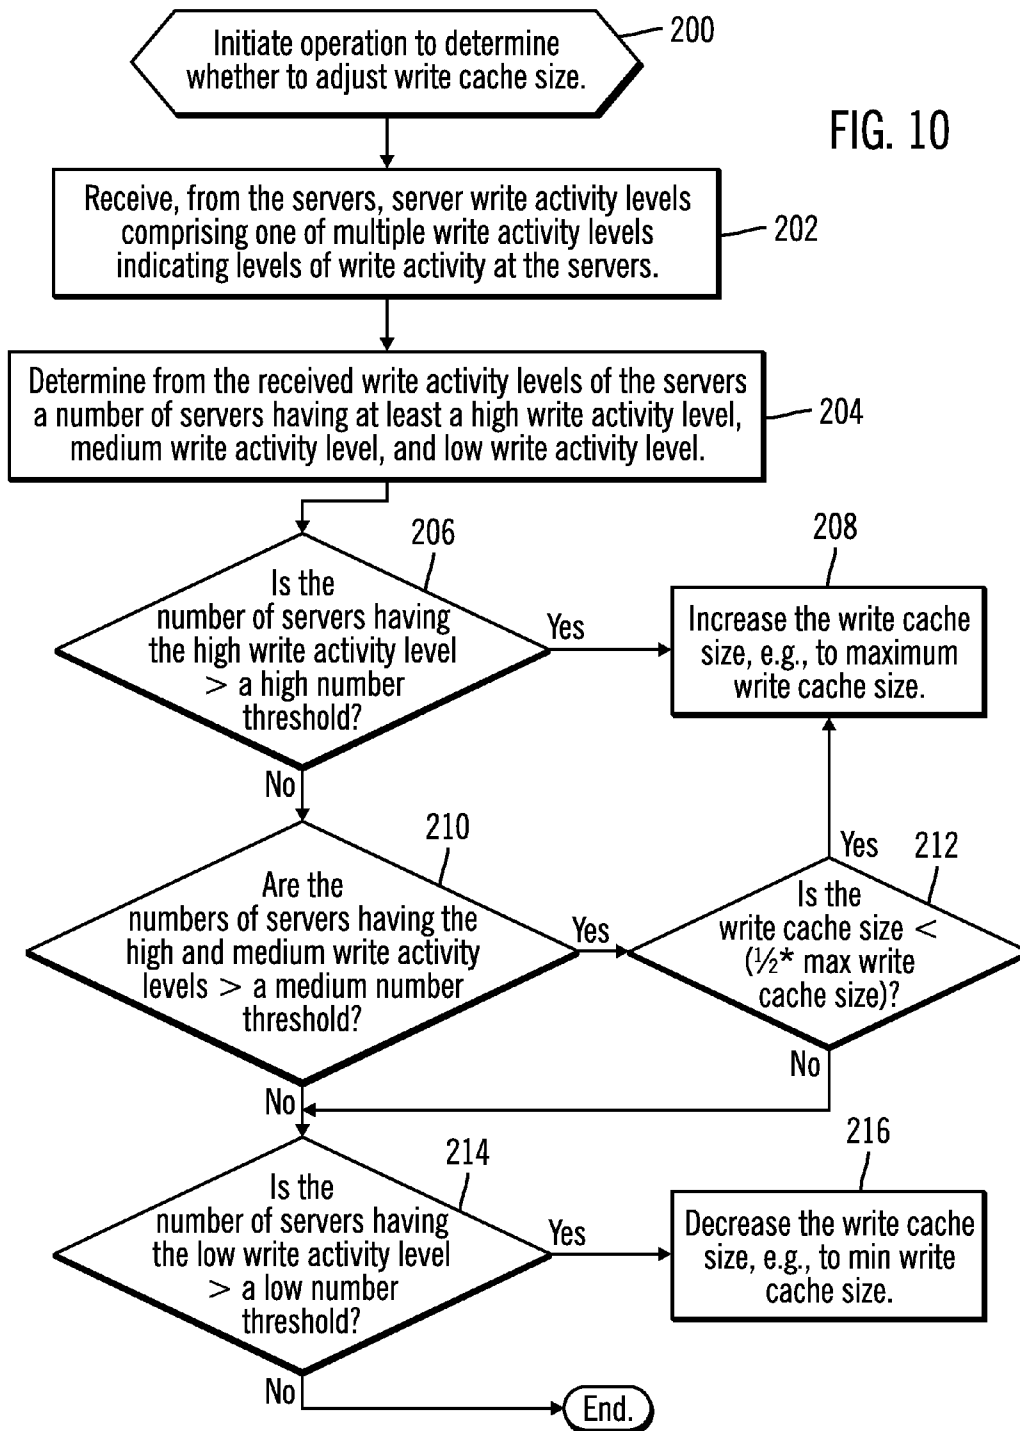 Initiate operation to determine
whether to adjust write cache size.
200
FIG. 10
Receive, from the servers, server write activity levels
comprising one of multiple write activity levels
indicating levels of write activity at the servers.
202
Determine from the received write activity levels of the servers
a number of servers having at least a high write activity level,
medium write activity level, and low write activity level.
204
206
Is the
number of servers having
the high write activity level
> a high number
threshold?
Yes
208
Increase the write cache
size, e.g., to maximum
write cache size.
No
210
Are the
numbers of servers having the
high and medium write activity
levels > a medium number
threshold?
Yes
Yes
212
Is the
write cache size <
(½* max write
cache size)?
No
No
214
Is the
number of servers having
the low write activity level
> a low number
threshold?
Yes
216
Decrease the write cache
size, e.g., to min write
cache size.
No
End.